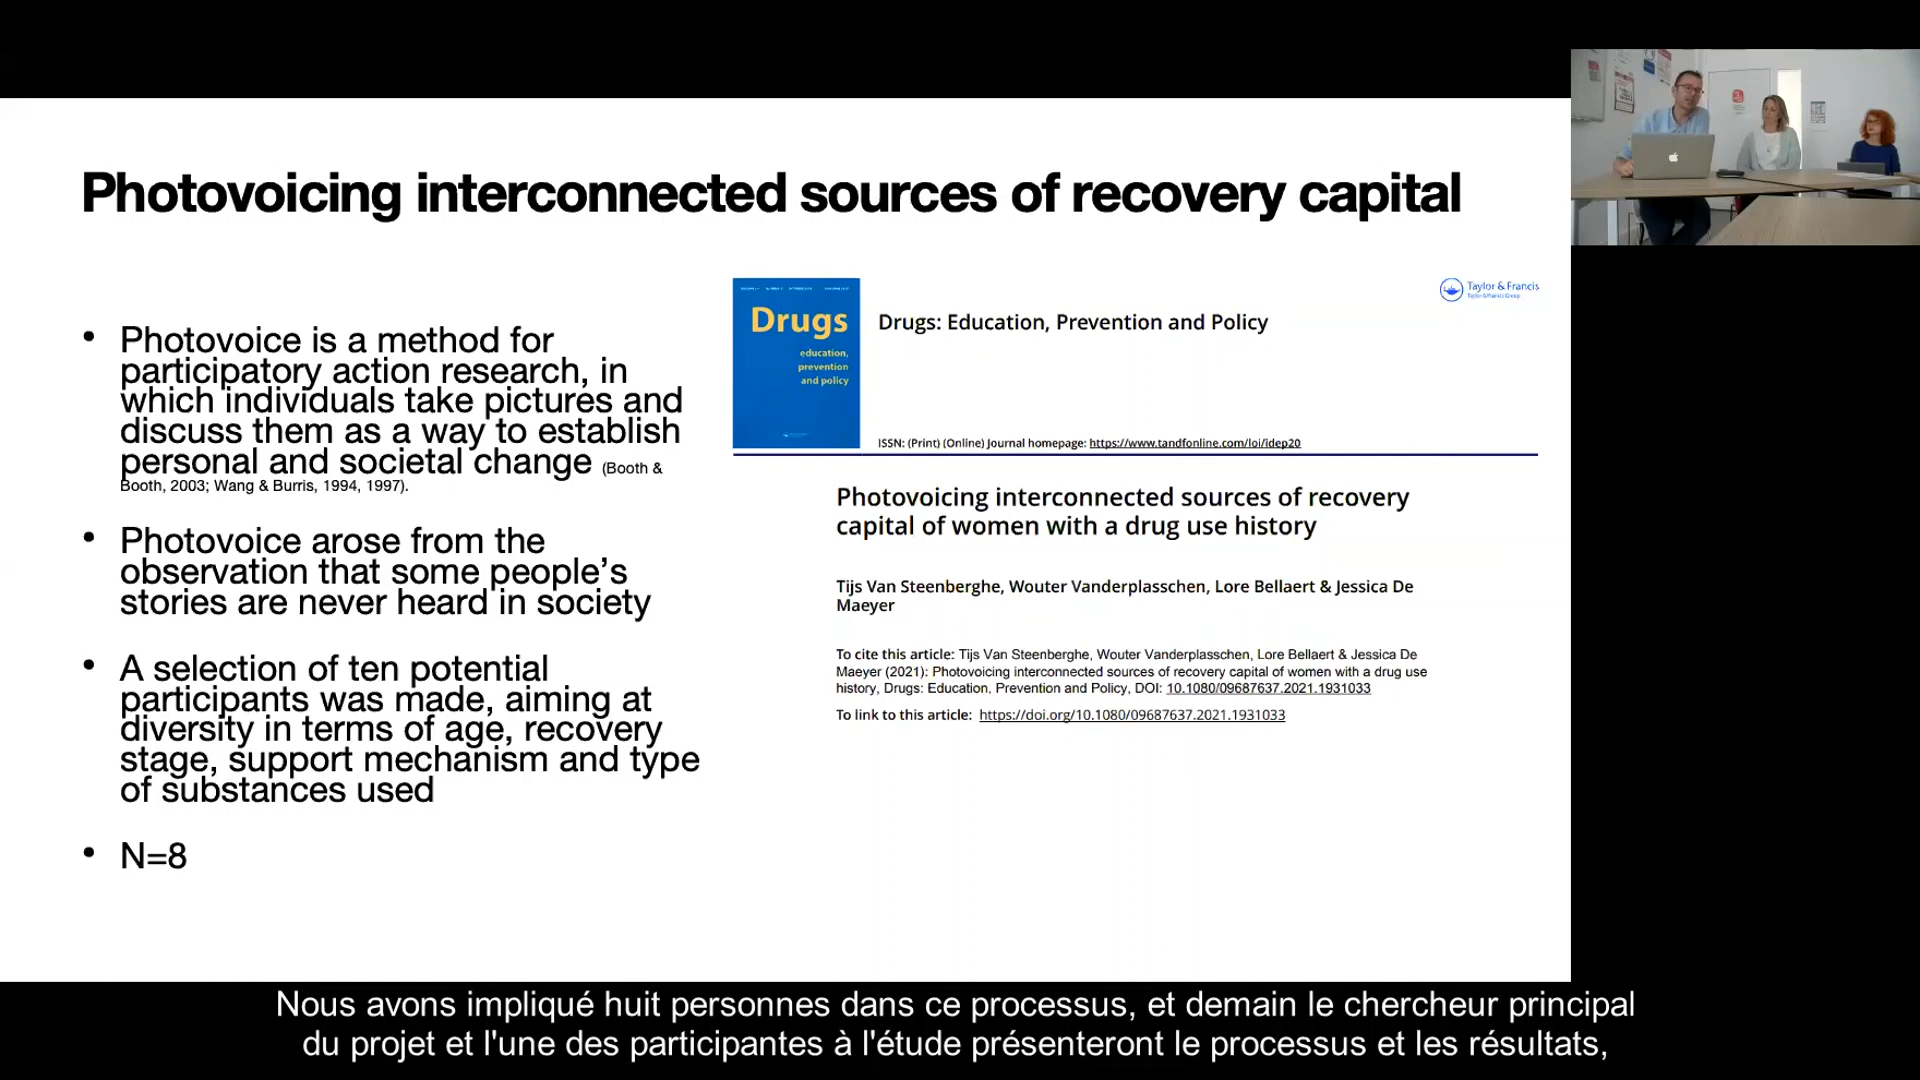 Photovoicing interconnected sources of recovery capital
• Photovoice is a method for
participatory action research, in
which individuals take pictures and
discuss them as a way to establish
personal and societal change (Booth &
Booth, 2003; Wang & Burris, 1994, 1997).
• Photovoice arose from the
observation that some people’s
stories are never heard in society
• A selection of ten potential
participants was made, aiming at
diversity in terms of age, recovery
stage, support mechanism and type
of substances used
• N=8
Drugs
education,
prevention
and policy
Drugs: Education, Prevention and Policy
Taylor & Francis
Taylor & Francis Group
ISSN: (Print) (Online) Journal homepage: https://www.tandfonline.com/loi/idep20
Photovoicing interconnected sources of recovery
capital of women with a drug use history
Tijs Van Steenberghe, Wouter Vanderplasschen, Lore Bellaert & Jessica De
Maeyer
To cite this article: Tijs Van Steenberghe, Wouter Vanderplasschen, Lore Bellaert & Jessica De
Maeyer (2021): Photovoicing interconnected sources of recovery capital of women with a drug use
history, Drugs: Education, Prevention and Policy, DOI: 10.1080/09687637.2021.1931033
To link to this article: https://doi.org/10.1080/09687637.2021.1931033
Nous avons impliqué huit personnes dans ce processus, et demain le chercheur principal
du projet et l'une des participantes à l'étude présenteront le processus et les résultats,